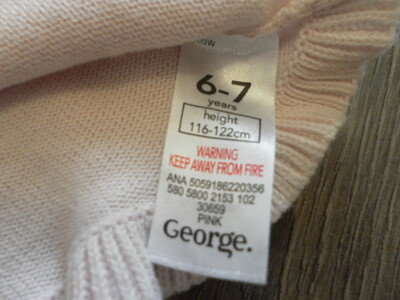 6-7
years
height
116-122cm
WARNING
KEEP AWAY FROM FIRE
ANA 5059186220356
580 5800 2153 102
30659
PINK
George.